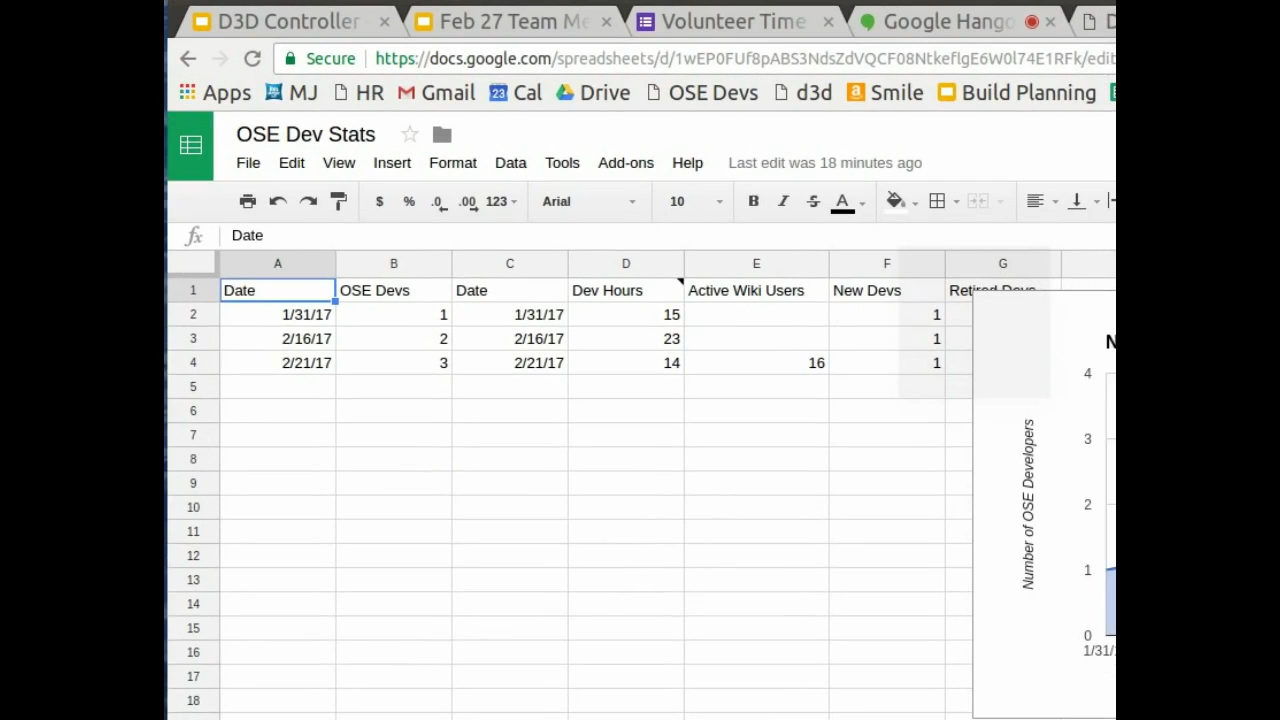 D3D Controller Feb 27 Team Me Volunteer Time Google Hango D
Secure https://docs.google.com/spreadsheets/d/1wEP0FUf8pABS3NdsZdVQCF08NtkeflgE6W0l74E1RFk/edit
Apps MJ HR Gmail 23 Cal Drive OSE Devs d3d a Smile Build Planning
OSE Dev Stats
File Edit View Insert Format Data Tools Add-ons Help Last edit was 18 minutes ago
$ % .0 .00 123 Arial 10 B I S A
fx Date
A B C D E F G
1 Date OSE Devs Date Dev Hours Active Wiki Users New Devs Retired Devs
2 1/31/17 1 1/31/17 15 1
3 2/16/17 2 2/16/17 23 1
4 2/21/17 3 2/21/17 14 16 1
5
6
7
8
9
10
11
12
13
14
15
16
17
18
N
4
3
2
1
0
Number of OSE Developers
1/31/